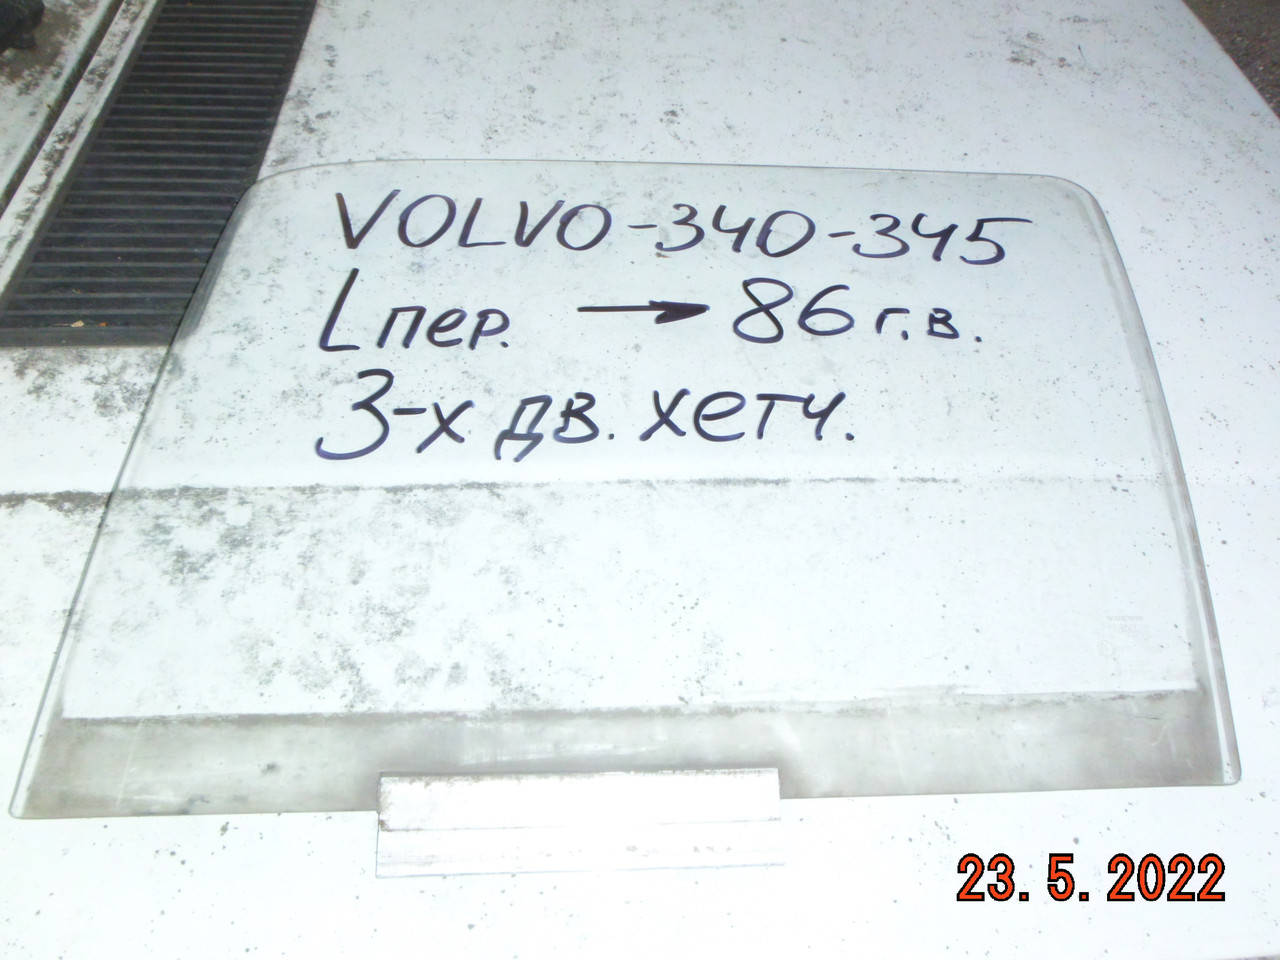 VOLVO-340-345
Lпер. → 86 г.в.
3-х дв. хетч.
23.5.2022